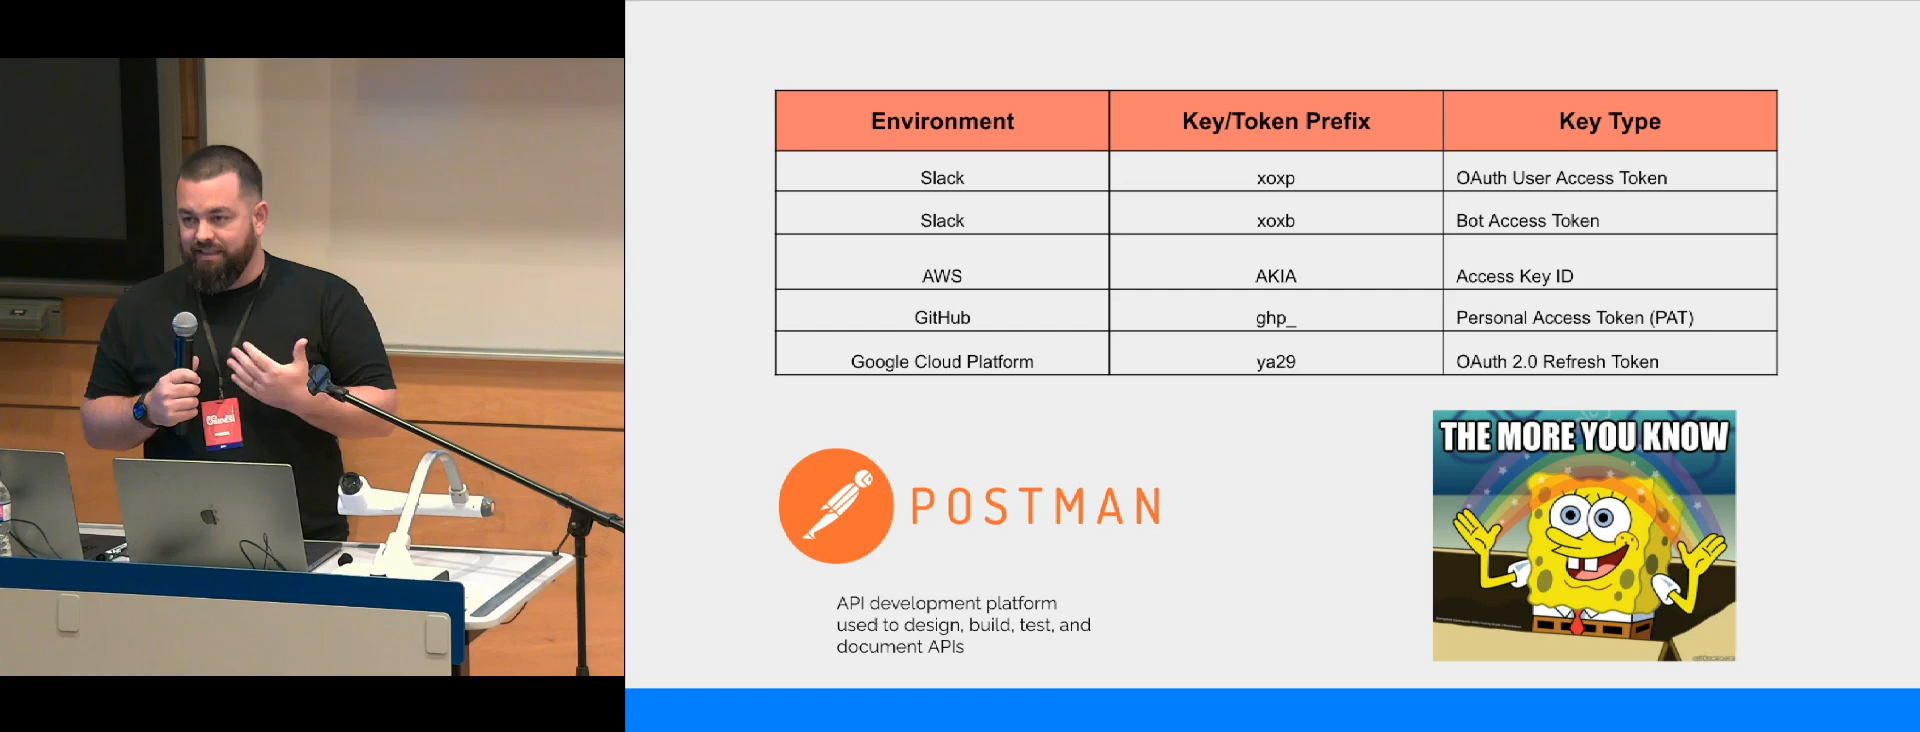 Environment Key/Token Prefix Key Type
Slack xoxp OAuth User Access Token
Slack xoxb Bot Access Token
AWS AKIA Access Key ID
GitHub ghp_ Personal Access Token (PAT)
Google Cloud Platform ya29 OAuth 2.0 Refresh Token
THE MORE YOU KNOW
POSTMAN
API development platform
used to design, build, test, and
document APIs